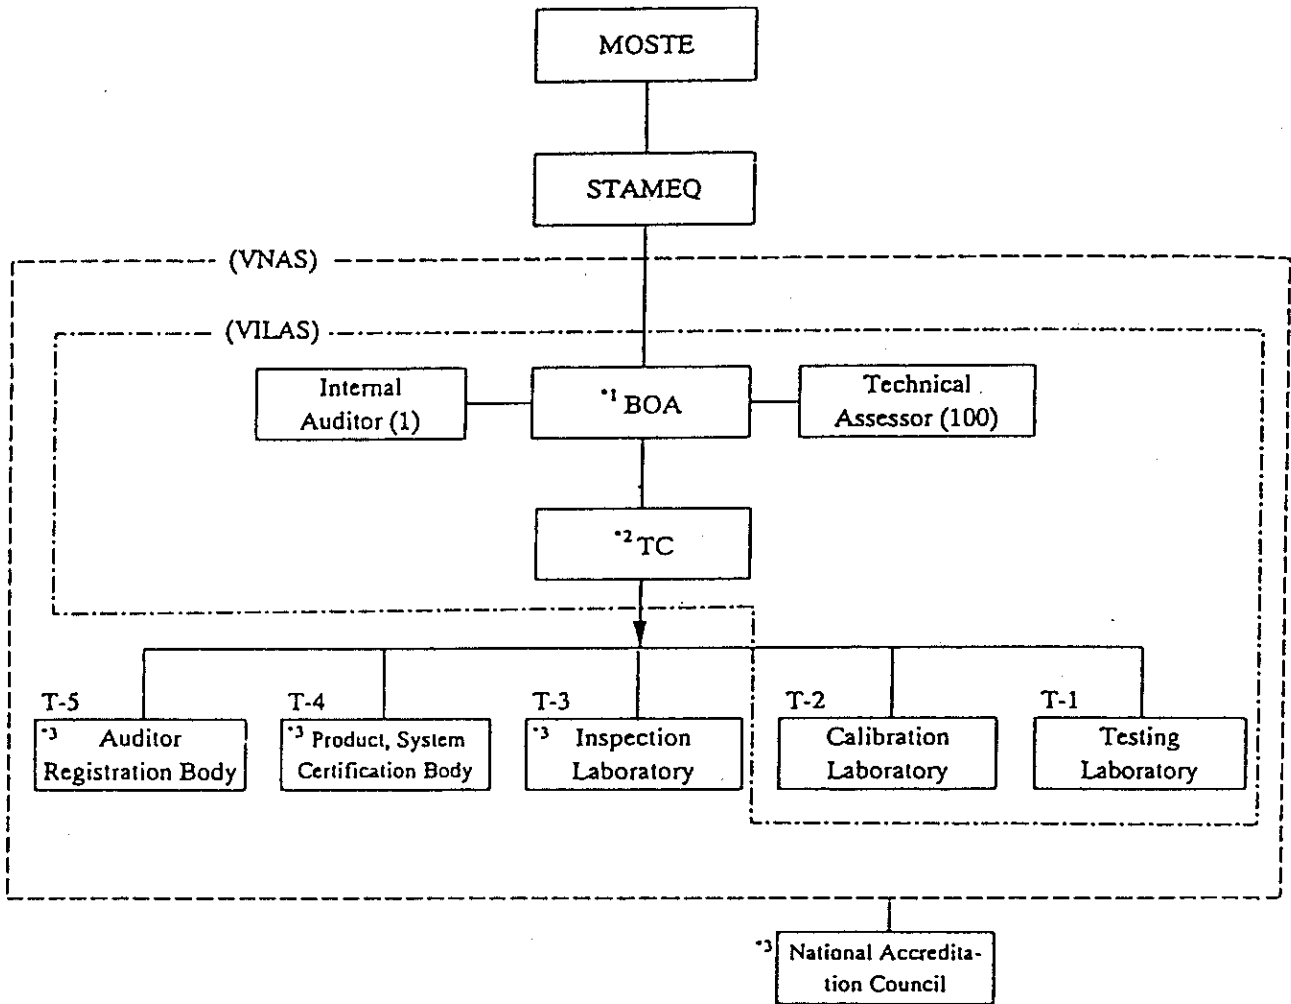 MOSTE
STAMEQ
(VNAS)
(VILAS)
Internal
Auditor (1)
*1 BOA
Technical
Assessor (100)
*2 TC
T-5
*3 Auditor
Registration Body
T-4
*3 Product, System
Certification Body
T-3
*3 Inspection
Laboratory
T-2
Calibration
Laboratory
T-1
Testing
Laboratory
*3 National Accredita-
tion Council